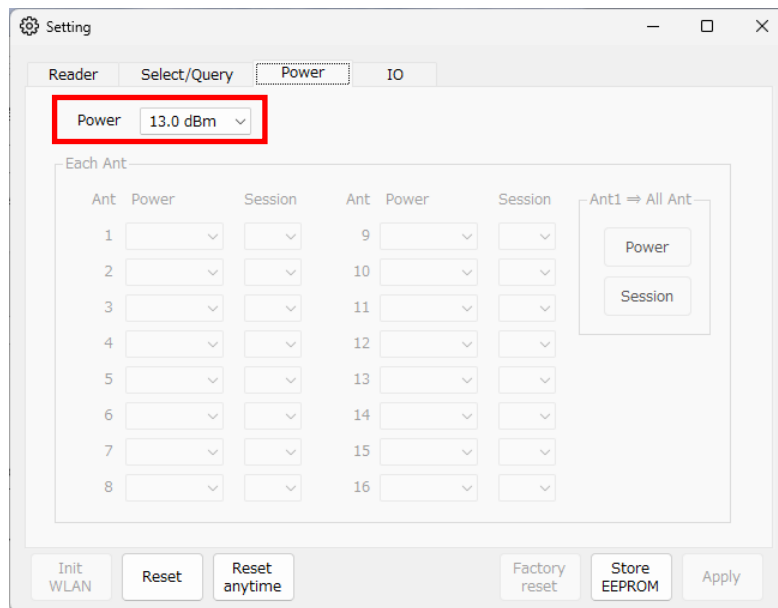 Setting
Reader Select/Query Power IO
Power 13.0 dBm
Each Ant
Ant Power Session Ant Power Session Ant1 ⇒ All Ant
1 9
Power
2 10
Session
3 11
4 12
5 13
6 14
7 15
8 16
Init WLAN Reset Reset anytime Factory reset Store EEPROM Apply